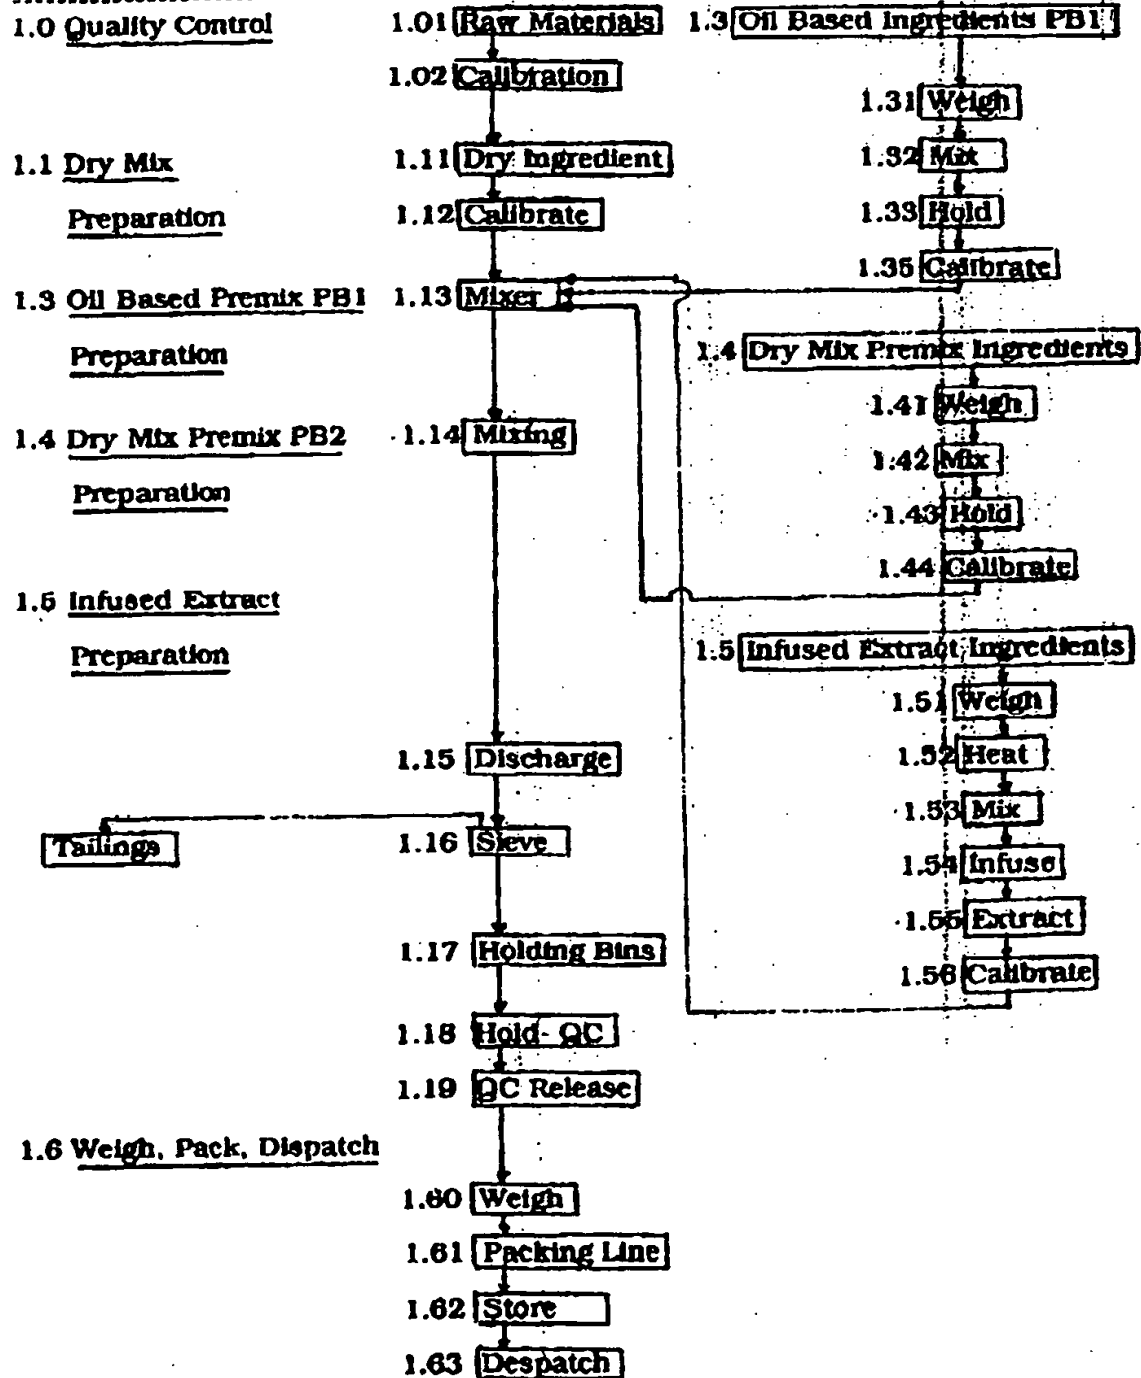 1.0 Quality Control
1.1 Dry Mix
Preparation
1.3 Oil Based Premix PB1
Preparation
1.4 Dry Mix Premix PB2
Preparation
1.5 Infused Extract
Preparation
Tailings
1.6 Weigh, Pack, Dispatch
1.01 Raw Materials
1.02 Calibration
1.11 Dry Ingredient
1.12 Calibrate
1.13 Mixer
1.14 Mixing
1.15 Discharge
1.16 Sieve
1.17 Holding Bins
1.18 Hold- QC
1.19 QC Release
1.60 Weigh
1.61 Packing Line
1.62 Store
1.63 Despatch
1.3 Oil Based Ingredients PB1
1.31 Weigh
1.32 Mix
1.33 Hold
1.35 Calibrate
1.4 Dry Mix Premix Ingredients
1.41 Weigh
1.42 Mix
1.43 Hold
1.44 Calibrate
1.5 Infused Extract Ingredients
1.51 Weigh
1.52 Heat
1.53 Mix
1.54 Infuse
1.55 Extract
1.56 Calibrate